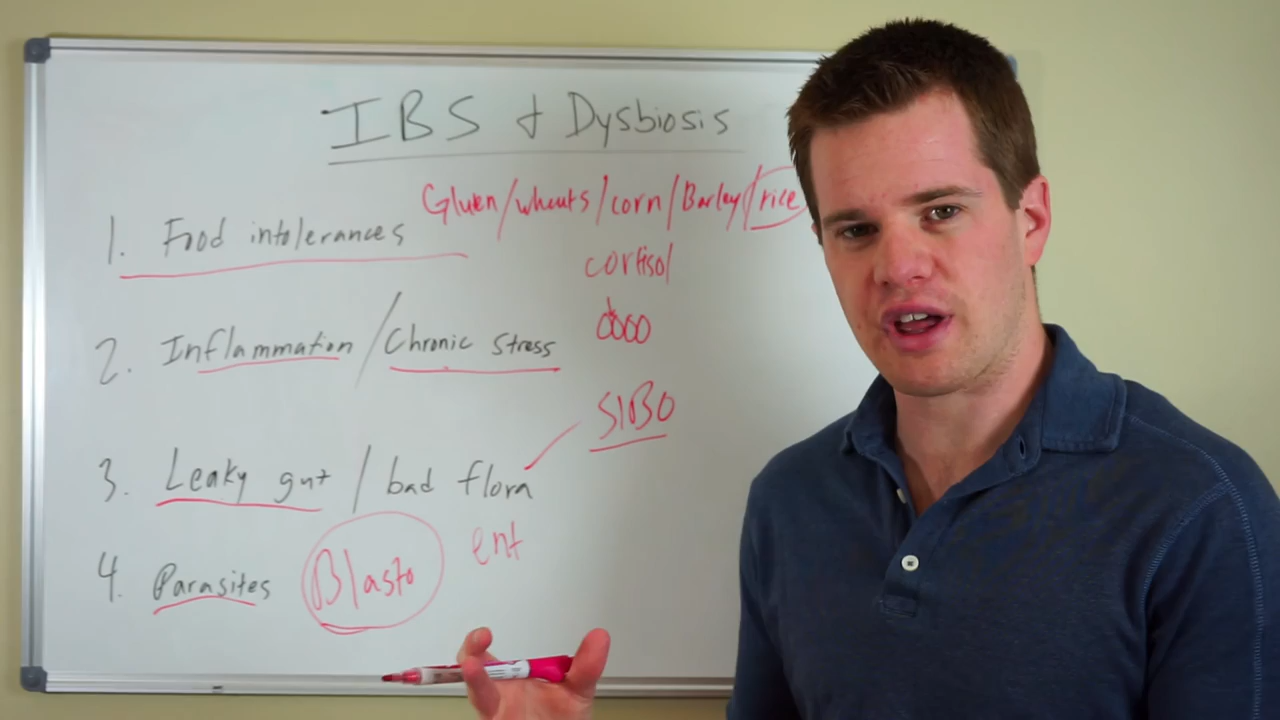 IBS & Dysbiosis
Gluten/wheats/corn/Barley/rice
1. Food intolerances
cortisol
2. Inflammation / Chronic stress
SIBO
3. Leaky gut / bad flora
ent
4. Parasites Blasto